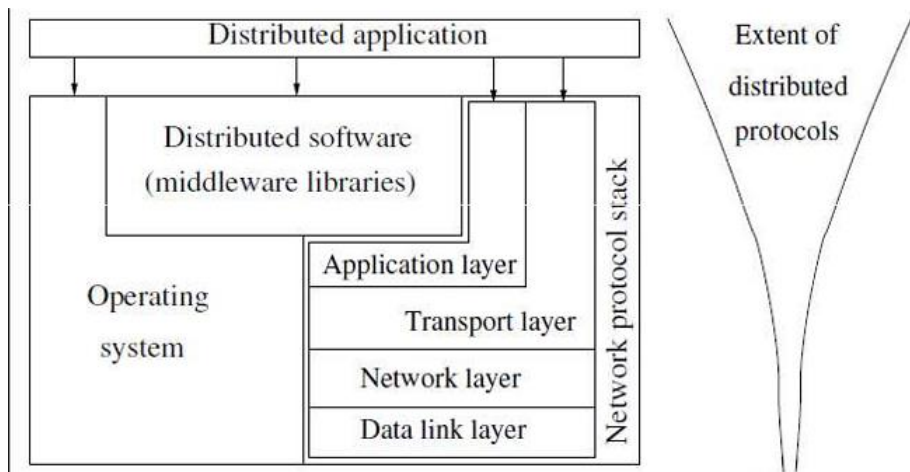 Distributed application
Extent of
distributed
protocols
Distributed software
(middleware libraries)
Network protocol stack
Application layer
Operating
system
Transport layer
Network layer
Data link layer